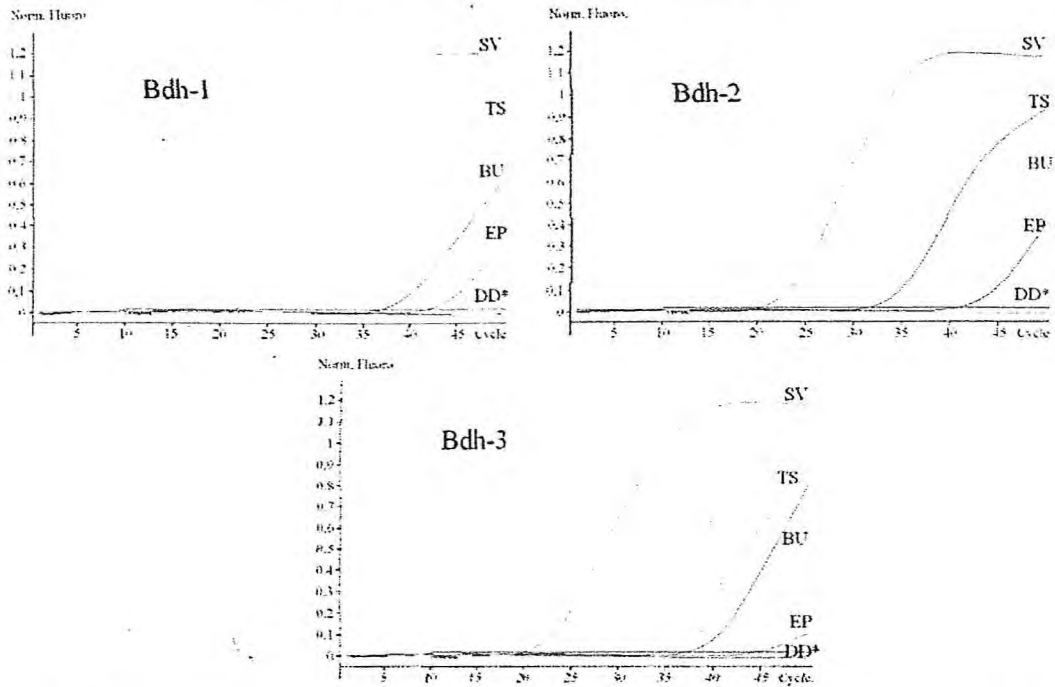 Norm. Fluoro
Bdh-1
SV
TS
BU
EP
DD*
1.2
1.1
1
0.9
0.8
0.7
0.6
0.5
0.4
0.3
0.2
0.1
0
5 10 15 20 25 30 35 40 45 Cycle
Norm. Fluoro.
Bdh-2
SV
TS
BU
EP
DD*
1.2
1.1
1
0.9
0.8
0.7
0.6
0.5
0.4
0.3
0.2
0.1
0
5 10 15 20 25 30 35 40 45 Cycle
Norm. Fluoro
Bdh-3
SV
TS
BU
EP
DD*
1.2
1.1
1
0.9
0.8
0.7
0.6
0.5
0.4
0.3
0.2
0.1
0
5 10 15 20 25 30 35 40 45 Cycle.